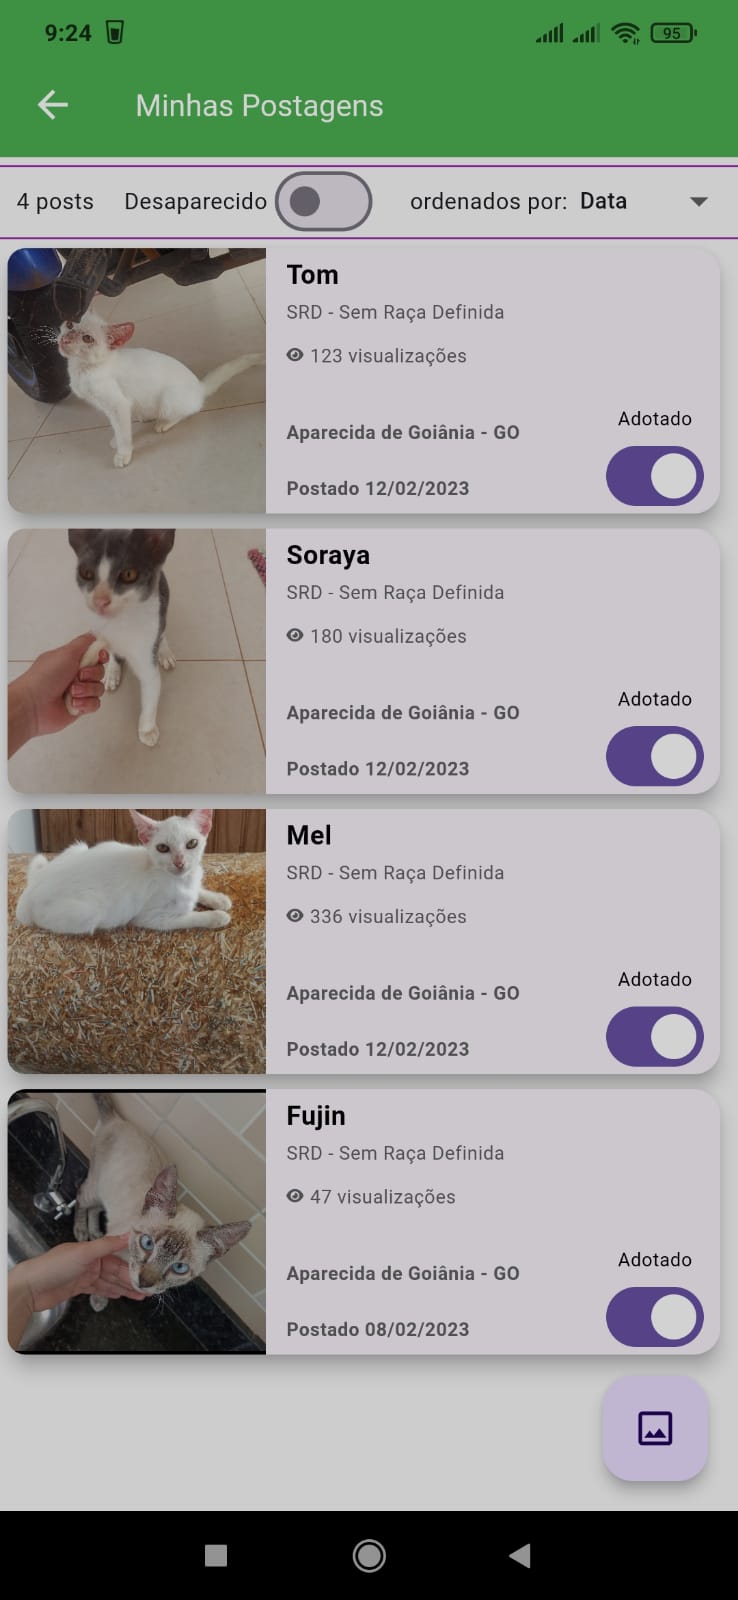 9:24
95
Minhas Postagens
4 posts Desaparecido ordenados por: Data
Tom
SRD - Sem Raça Definida
123 visualizações
Adotado
Aparecida de Goiânia - GO
Postado 12/02/2023
Soraya
SRD - Sem Raça Definida
180 visualizações
Adotado
Aparecida de Goiânia - GO
Postado 12/02/2023
Mel
SRD - Sem Raça Definida
336 visualizações
Adotado
Aparecida de Goiânia - GO
Postado 12/02/2023
Fujin
SRD - Sem Raça Definida
47 visualizações
Adotado
Aparecida de Goiânia - GO
Postado 08/02/2023